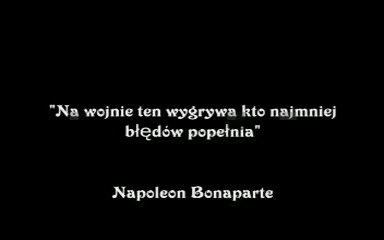 "Na wojnie ten wygrywa kto najmniej
błędów popełnia"
Napoleon Bonaparte